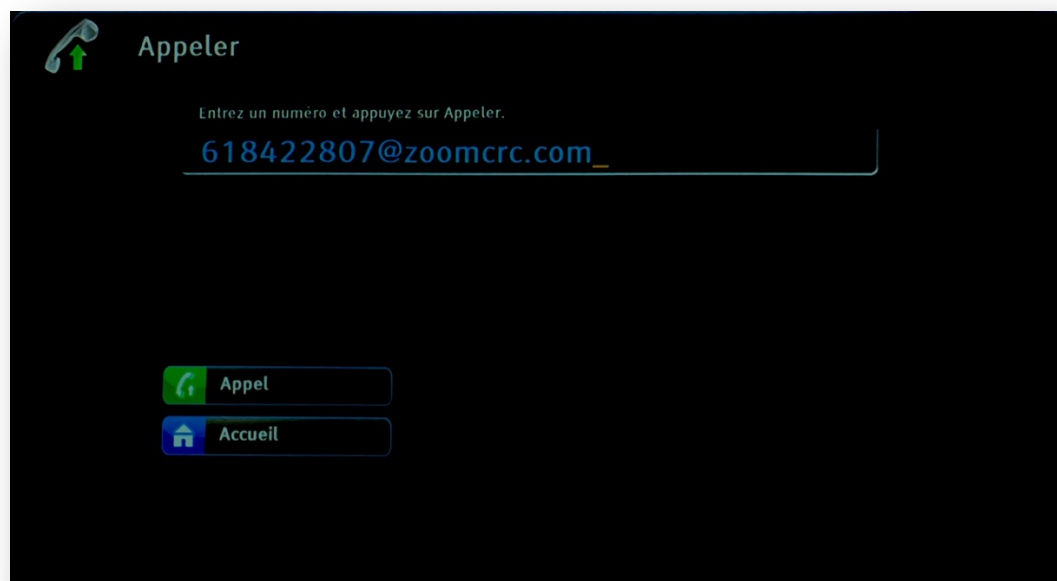 Appeler
Entrez un numéro et appuyez sur Appeler.
618422807@zoomcrc.com_
Appel
Accueil